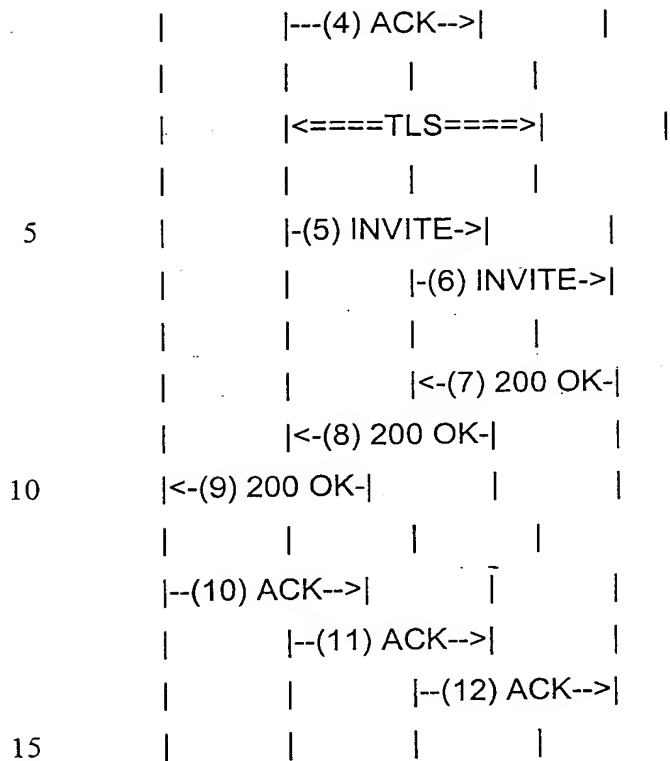 |   |---(4) ACK-->|   |
|   |   |   |
|   |<====TLS====>|   |
|   |   |   |
5   |   |-(5) INVITE->|   |
|   |   |-(6) INVITE->|
|   |   |   |
|   |   |<-(7) 200 OK-|
|   |<-(8) 200 OK-|   |
10   |<-(9) 200 OK-|   |   |
|   |   |   |
|--(10) ACK-->|   |   |
|   |--(11) ACK-->|   |
|   |   |--(12) ACK-->|
15   |   |   |   |